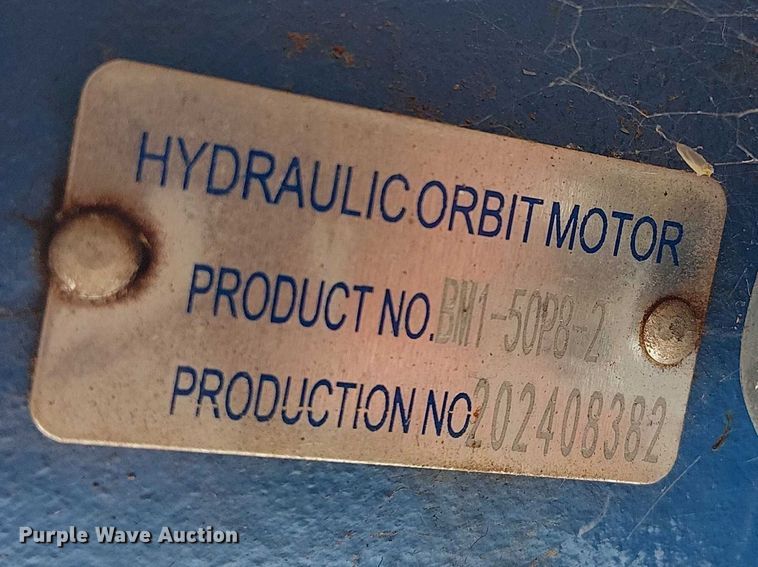 HYDRAULIC ORBIT MOTOR
PRODUCT NO. BM1-50P8-2
PRODUCTION NO 202408382
Purple Wave Auction